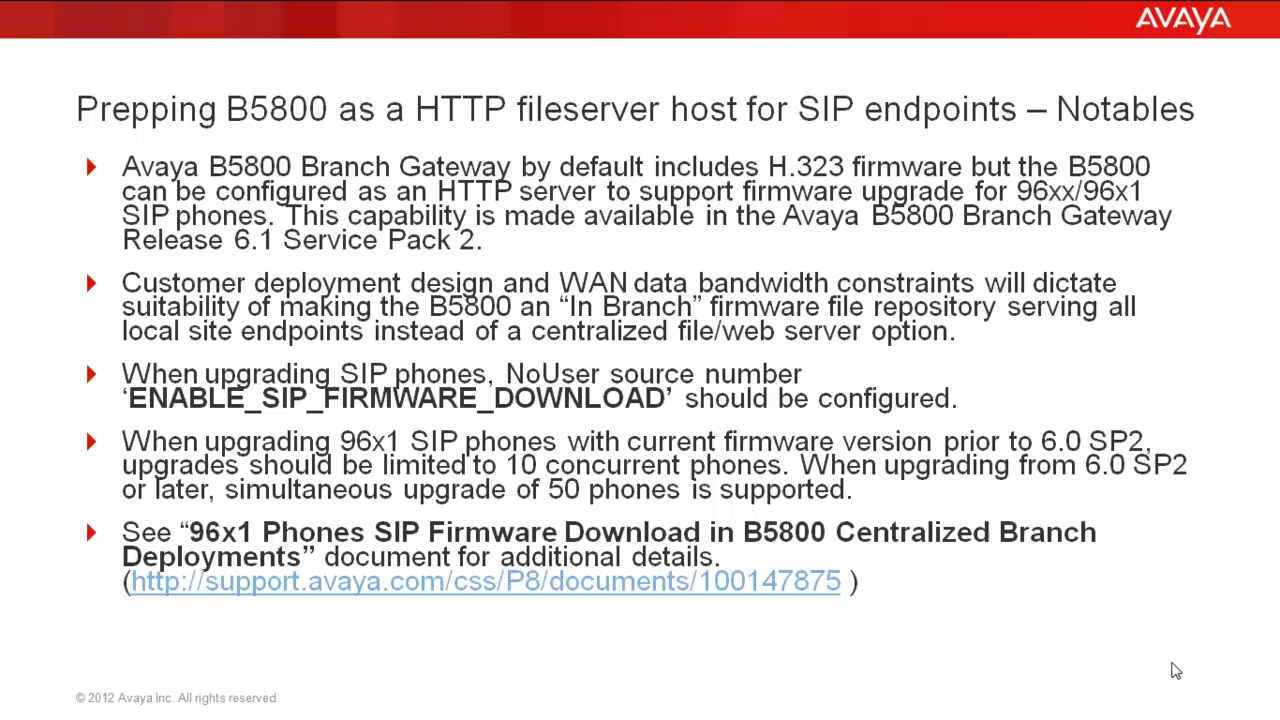 AVAYA
Prepping B5800 as a HTTP fileserver host for SIP endpoints – Notables
Avaya B5800 Branch Gateway by default includes H.323 firmware but the B5800
can be configured as an HTTP server to support firmware upgrade for 96xx/96x1
SIP phones. This capability is made available in the Avaya B5800 Branch Gateway
Release 6.1 Service Pack 2.
Customer deployment design and WAN data bandwidth constraints will dictate
suitability of making the B5800 an “In Branch” firmware file repository serving all
local site endpoints instead of a centralized file/web server option.
When upgrading SIP phones, NoUser source number
‘ENABLE_SIP_FIRMWARE_DOWNLOAD’ should be configured.
When upgrading 96x1 SIP phones with current firmware version prior to 6.0 SP2,
upgrades should be limited to 10 concurrent phones. When upgrading from 6.0 SP2
or later, simultaneous upgrade of 50 phones is supported.
See “96x1 Phones SIP Firmware Download in B5800 Centralized Branch
Deployments” document for additional details.
(http://support.avaya.com/css/P8/documents/100147875 )
© 2012 Avaya Inc. All rights reserved.